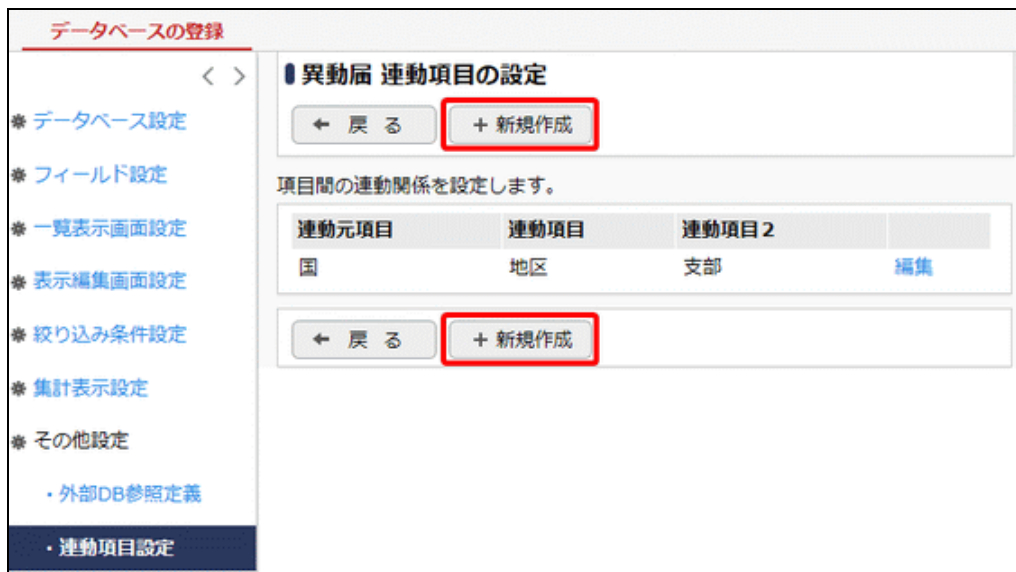 データベースの登録
< >
データベース設定
フィールド設定
一覧表示画面設定
表示編集画面設定
絞り込み条件設定
集計表示設定
その他設定
・外部DB参照定義
・連動項目設定
異動届 連動項目の設定
← 戻 る + 新規作成
項目間の連動関係を設定します。
連動元項目 連動項目 連動項目2
国 地区 支部 編集
← 戻 る + 新規作成